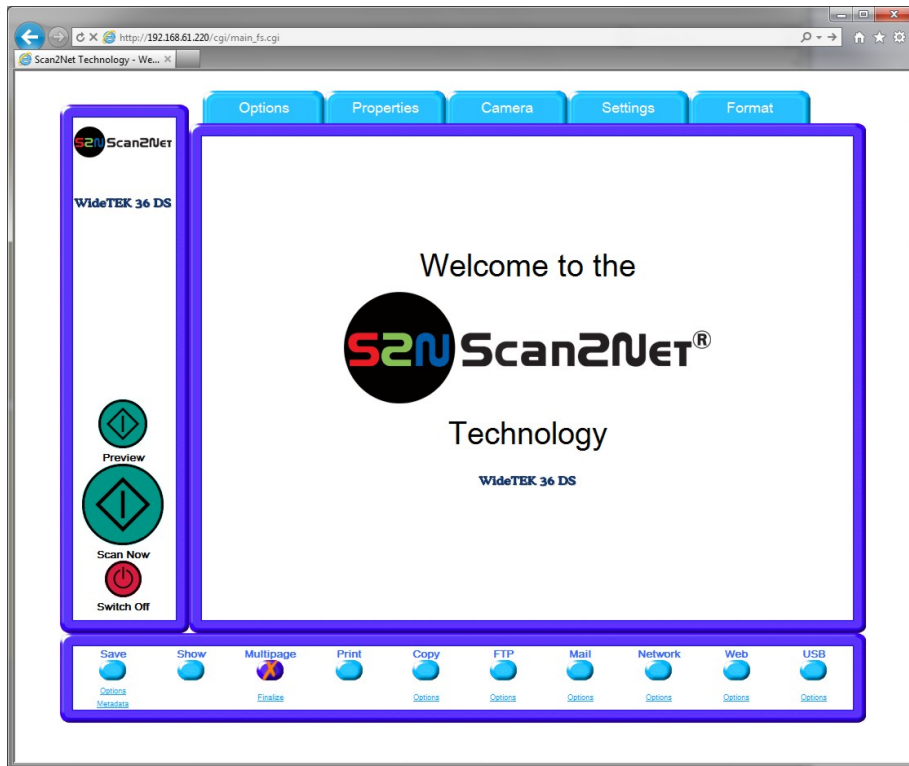 http://192.168.61.220/cgi/main_fs.cgi
Scan2Net Technology - We...
Options Properties Camera Settings Format
S2N Scan2Net
WideTEK 36 DS
Welcome to the
S2N Scan2Net®
Technology
WideTEK 36 DS
Preview
Scan Now
Switch Off
Save Show Multipage Print Copy FTP Mail Network Web USB
X
Options Finalize Options Options Options Options Options Options
Metadata